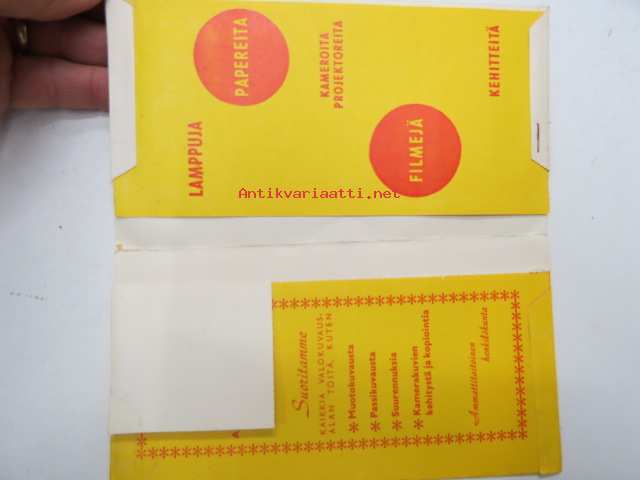 LAMPPUJA
PAPEREITA
KAMEROITA
PROJEKTOREITA
FILMEJÄ
KEHITTEITÄ
Antikvariaatti.net
Suoritamme
KAIKKIA VALOKUVAUS-
ALAN TÖITÄ, KUTEN
* Muotokuvausta
* Passikuvausta
* Suurennuksia
* Kamerakuvien
kehitystä ja kopiointia
Ammattitaitoinen
henkilökunta